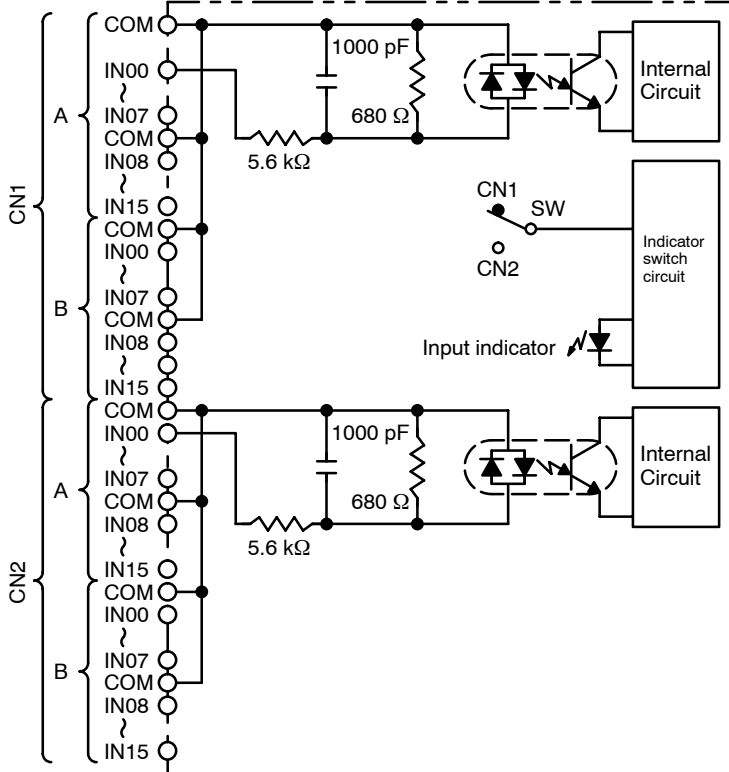 CN1
A
COM
IN00
IN07
COM
IN08
IN15
B
COM
IN00
IN07
COM
IN08
IN15
1000 pF
680 Ω
5.6 kΩ
Internal
Circuit
CN1
SW
CN2
Indicator
switch
circuit
Input indicator
CN2
A
COM
IN00
IN07
COM
IN08
IN15
B
COM
IN00
IN07
COM
IN08
IN15
1000 pF
680 Ω
5.6 kΩ
Internal
Circuit